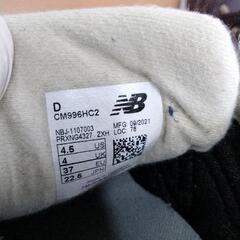 D
CM996HC2
NB
NBJ-1107003
MFG 09/2021
PRXNG4327 ZXH
LOC: 78
4.5 US
4 UK
37 EU
22.5 JPN